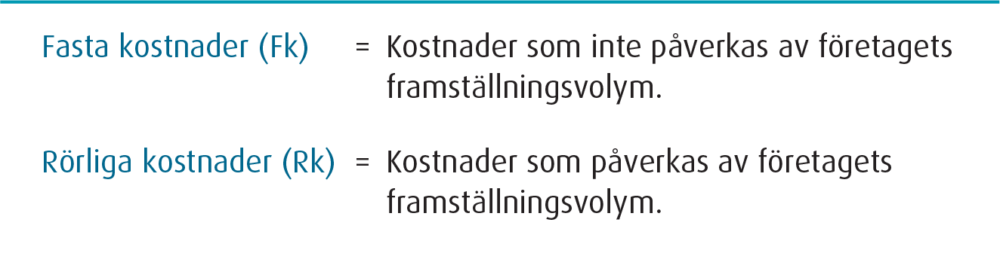 Fasta kostnader (Fk) = Kostnader som inte påverkas av företagets
framställningsvolym.
Rörliga kostnader (Rk) = Kostnader som påverkas av företagets
framställningsvolym.